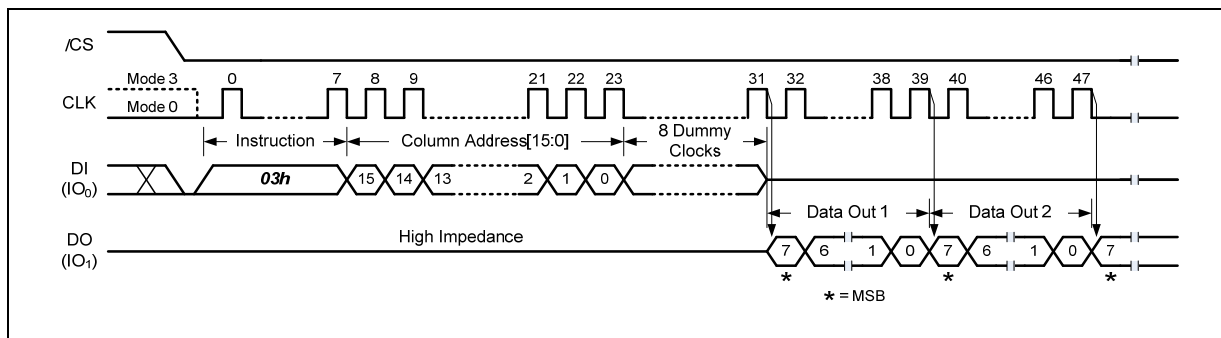 /CS
Mode 3 0 7 8 9 21 22 23 31 32 38 39 40 46 47
CLK Mode 0
Instruction Column Address[15:0] 8 Dummy
Clocks
DI
(IO₀) 03h 15 14 13 2 1 0
Data Out 1 Data Out 2
High Impedance
DO
(IO₁) 7 6 1 0 7 6 1 0 7
* * *
* = MSB